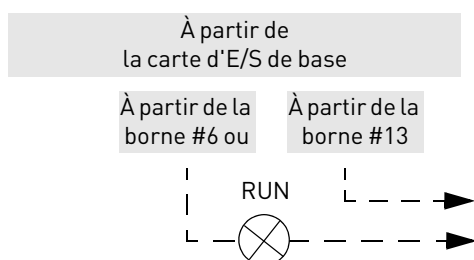 À partir de
la carte d'E/S de base
À partir de la
borne #6 ou
À partir de la
borne #13
RUN